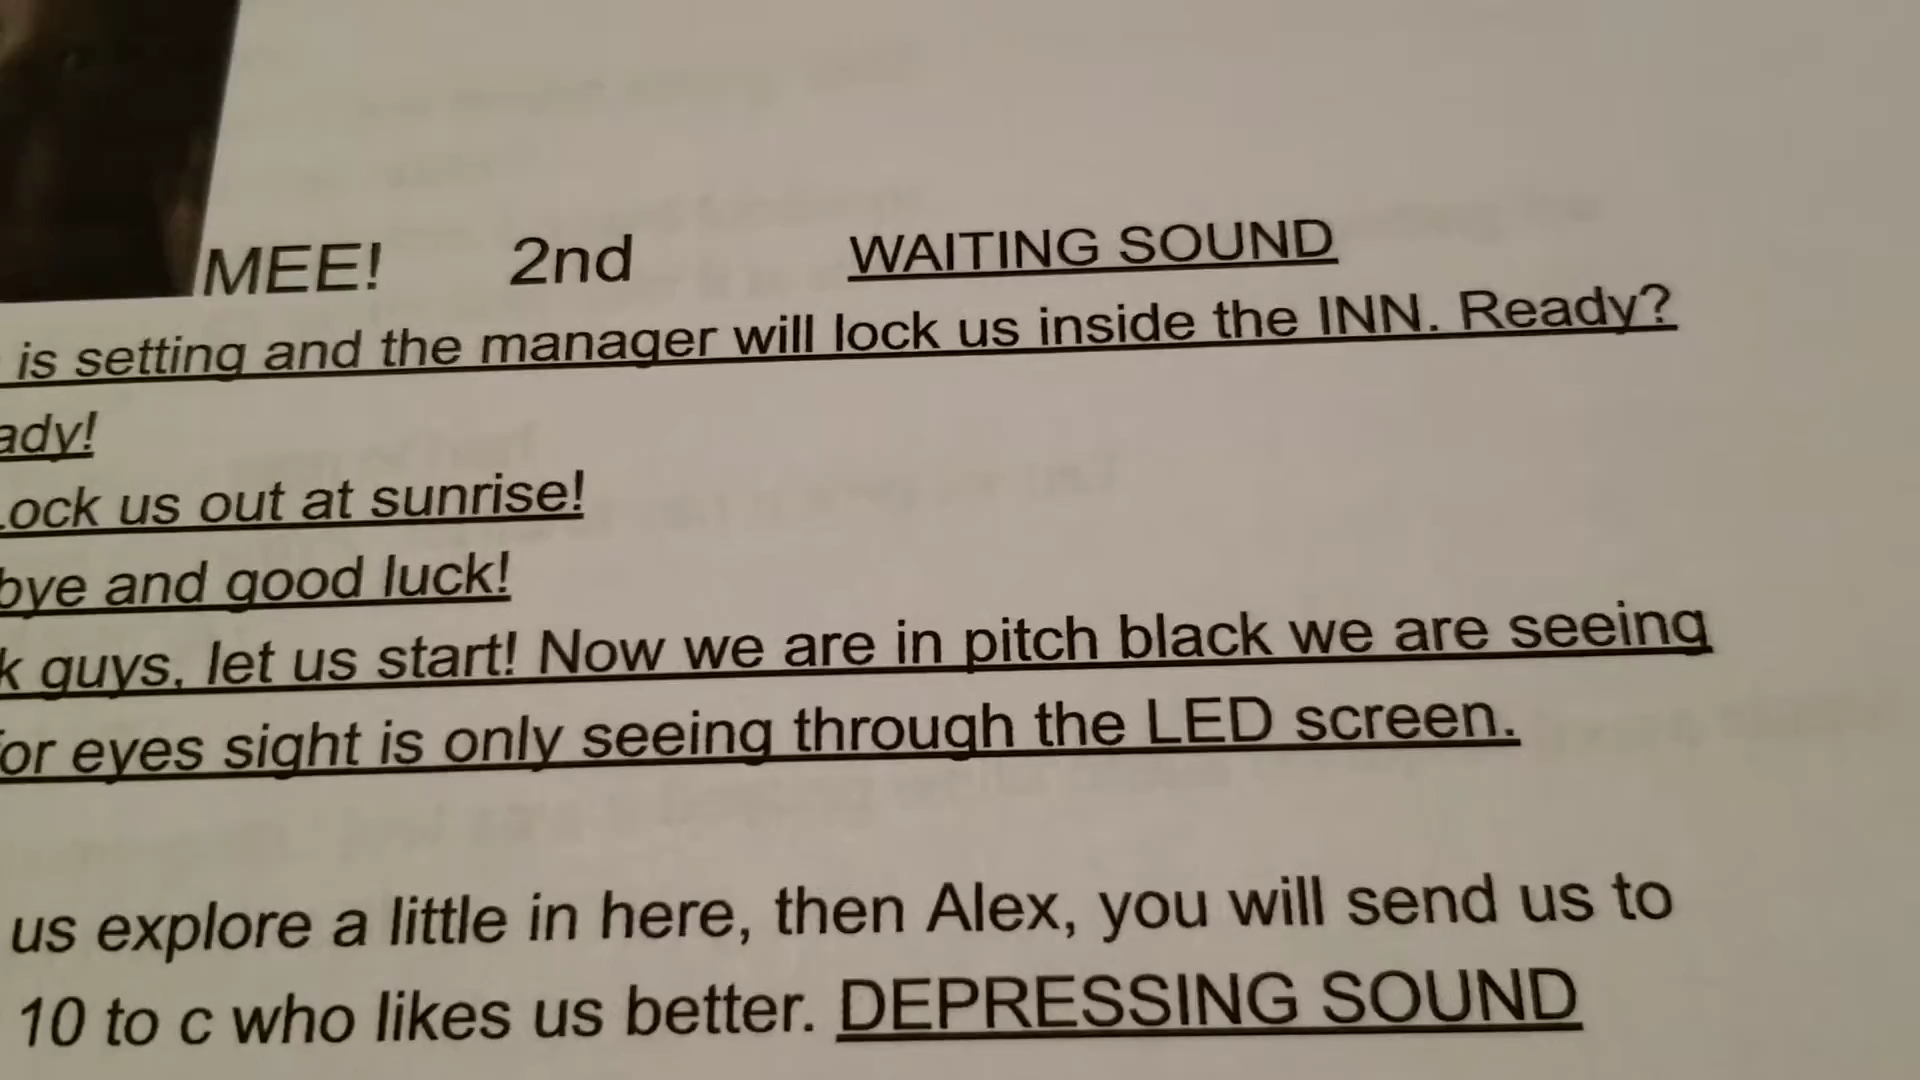 MEE! 2nd WAITING SOUND
is setting and the manager will lock us inside the INN. Ready?
ady!
ock us out at sunrise!
bye and good luck!
k guys, let us start! Now we are in pitch black we are seeing
or eyes sight is only seeing through the LED screen.
us explore a little in here, then Alex, you will send us to
10 to c who likes us better. DEPRESSING SOUND